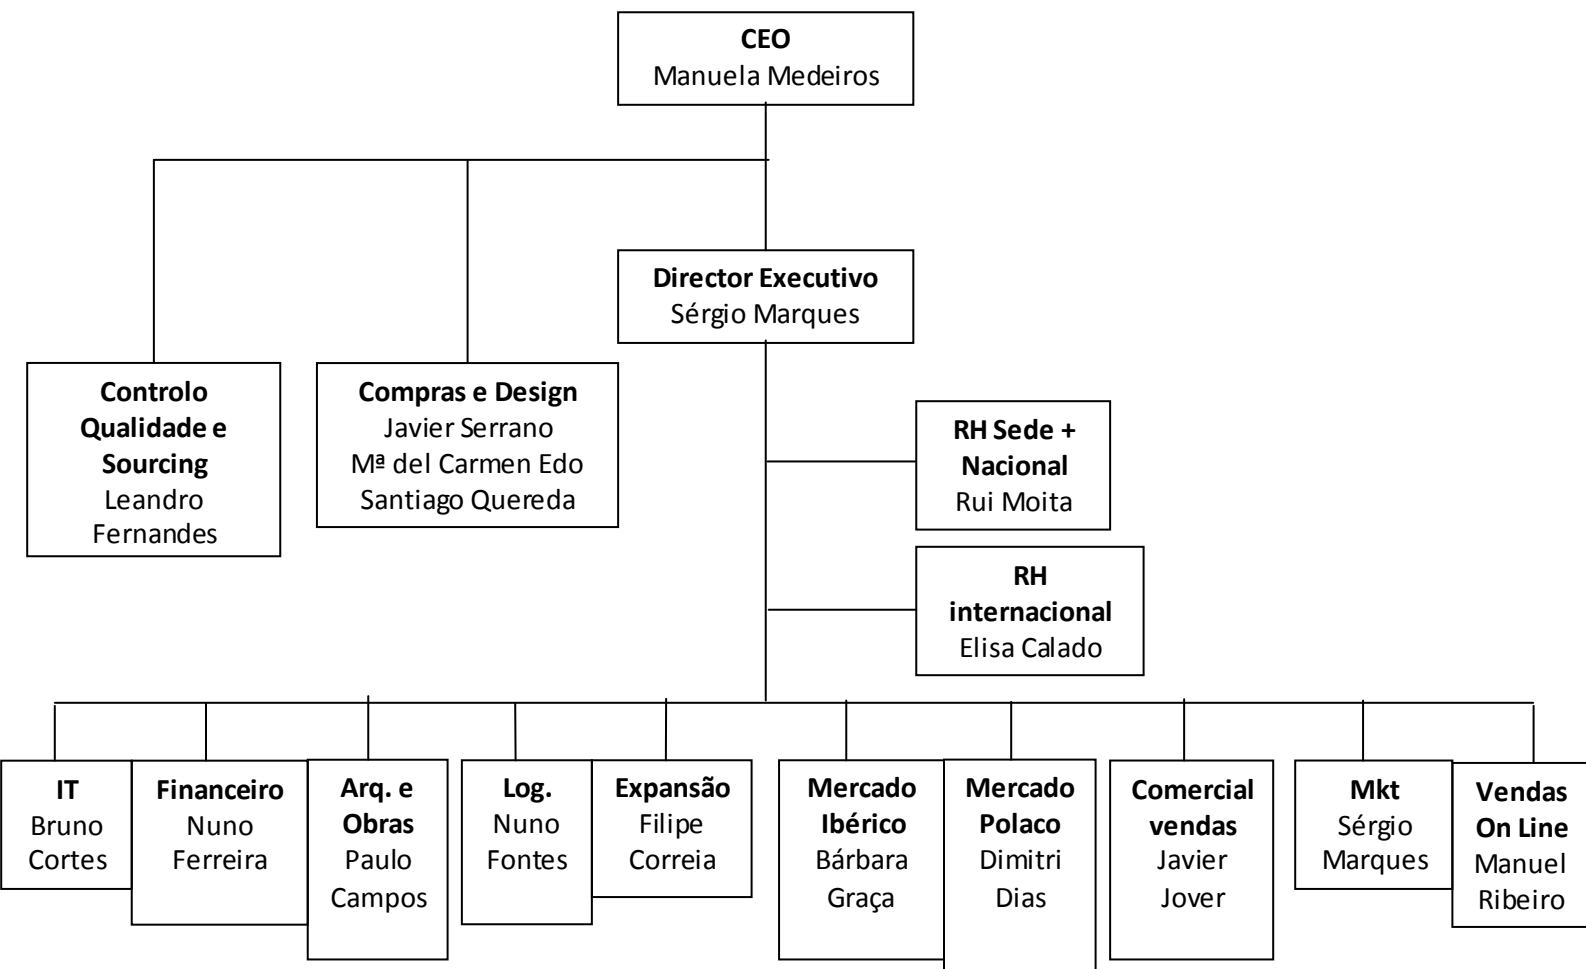 CEO
Manuela Medeiros
Director Executivo
Sérgio Marques
Controlo
Qualidade e
Sourcing
Leandro
Fernandes
Compras e Design
Javier Serrano
Mª del Carmen Edo
Santiago Quereda
RH Sede +
Nacional
Rui Moita
RH
internacional
Elisa Calado
IT
Bruno
Cortes
Financeiro
Nuno
Ferreira
Arq. e
Obras
Paulo
Campos
Log.
Nuno
Fontes
Expansão
Filipe
Correia
Mercado
Ibérico
Bárbara
Graça
Mercado
Polaco
Dimitri
Dias
Comercial
vendas
Javier
Jover
Mkt
Sérgio
Marques
Vendas
On Line
Manuel
Ribeiro